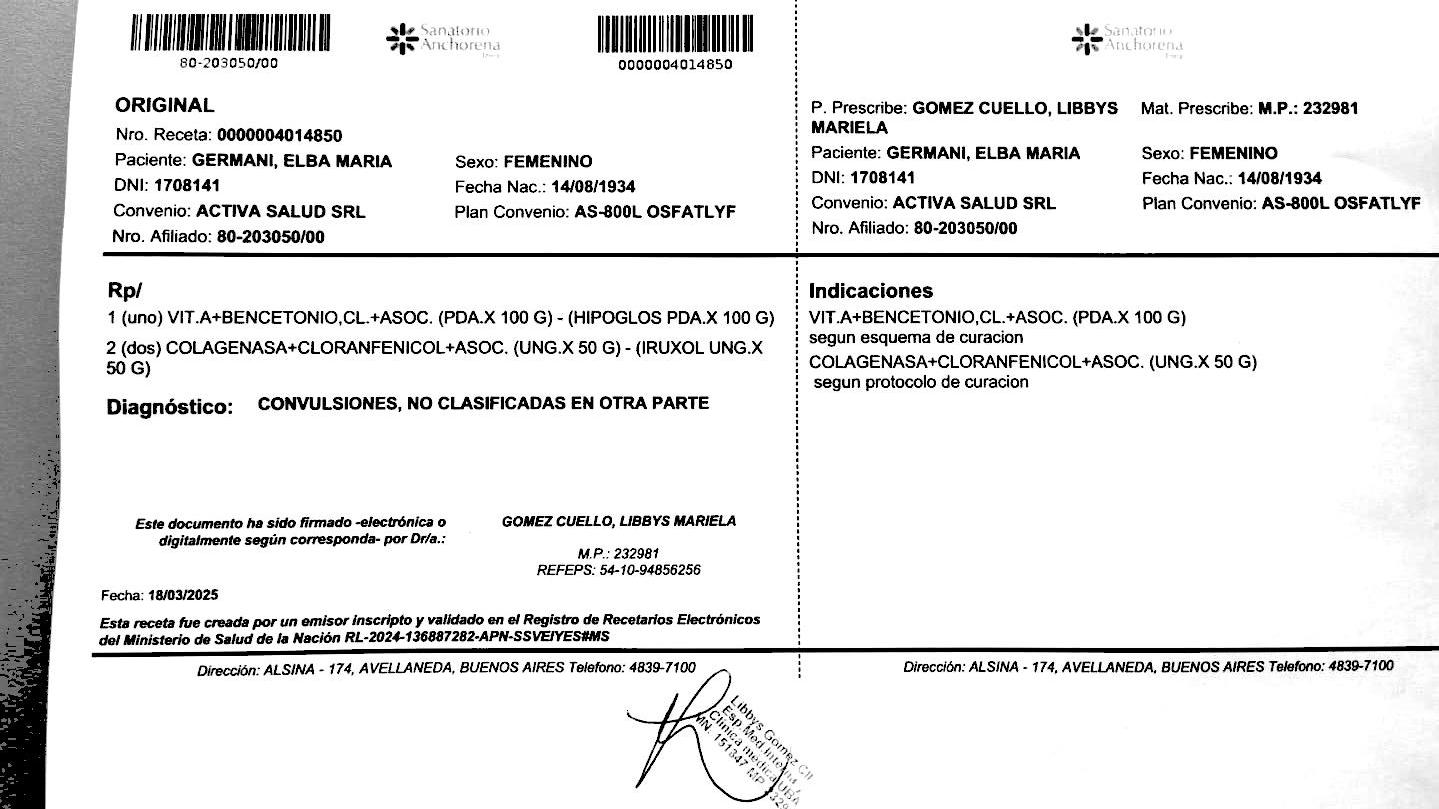 80-203050/00
Sanatorio
Anchorena
0000004014850
ORIGINAL
Nro. Receta: 0000004014850
Paciente: GERMANI, ELBA MARIA
Sexo: FEMENINO
DNI: 1708141
Fecha Nac.: 14/08/1934
Convenio: ACTIVA SALUD SRL
Plan Convenio: AS-800L OSFATLYF
Nro. Afiliado: 80-203050/00
Rp/
1 (uno) VIT.A+BENCETONIO,CL.+ASOC. (PDA.X 100 G) - (HIPOGLOS PDA.X 100 G)
2 (dos) COLAGENASA+CLORANFENICOL+ASOC. (UNG.X 50 G) - (IRUXOL UNG.X
50 G)
Diagnóstico: CONVULSIONES, NO CLASIFICADAS EN OTRA PARTE
Este documento ha sido firmado -electrónica o
digitalmente según corresponda- por Dr/a.:
GOMEZ CUELLO, LIBBYS MARIELA
M.P.: 232981
REFEPS: 54-10-94856256
Fecha: 18/03/2025
Esta receta fue creada por un emisor inscripto y validado en el Registro de Recetarios Electrónicos
del Ministerio de Salud de la Nación RL-2024-136887282-APN-SSVEIYES#MS
Dirección: ALSINA - 174, AVELLANEDA, BUENOS AIRES Telefono: 4839-7100
Sanatorio
Anchorena
P. Prescribe: GOMEZ CUELLO, LIBBYS
MARIELA
Mat. Prescribe: M.P.: 232981
Paciente: GERMANI, ELBA MARIA
Sexo: FEMENINO
DNI: 1708141
Fecha Nac.: 14/08/1934
Convenio: ACTIVA SALUD SRL
Plan Convenio: AS-800L OSFATLYF
Nro. Afiliado: 80-203050/00
Indicaciones
VIT.A+BENCETONIO,CL.+ASOC. (PDA.X 100 G)
segun esquema de curacion
COLAGENASA+CLORANFENICOL+ASOC. (UNG.X 50 G)
segun protocolo de curacion
Dirección: ALSINA - 174, AVELLANEDA, BUENOS AIRES Telefono: 4839-7100
Libbys Gomez
Esp.Med.Interna
Clinica medica UBA
MN: 151347 MP